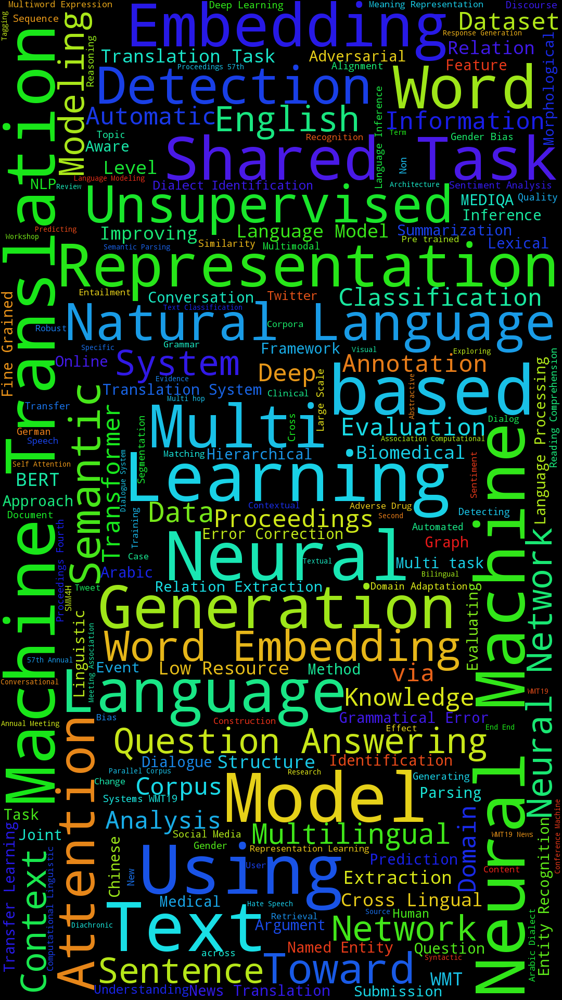 Multiword Expression
Deep Learning
Meaning Representation
Discourse
Tagging
Sequence
Embedding
Dataset
Modeling
Response Generation
Reasoning
Translation Task
Adversarial
Relation
Morphological
Proceedings 57th
Alignment
Feature
Detection
Word
Machine Translation
Automatic
English
Information
Language Inference
Topic
Recognition
Term
Gender Bias
Aware
Shared Task
Level
Non
Language Modeling
NLP
Review
Dialect Identification
Architecture
Sentiment Analysis
Unsupervised
MEDIQA
Quality
Inference
Predicting
Improving
Language Model
Summarization
Workshop
Semantic Parsing
Similarity
Multimodal
Pre trained
Lexical
Representation
Fine Grained
Entailment
Conversation
Twitter
Classification
Text Classification
Natural Language
Robust
Corpora
Specific
Grammar
Framework
Visual
Exploring
Reading Comprehension
Online
System
Annotation
Language Processing
Deep
based
Evidence
Large Scale
Abstractive
Semantic
Translation System
Clinical
Multi hop
Transfer
Transformer
Multi
Cross
Segmentation
Dialog
Evaluation
German
Speech
Association Computational
Neural Machine
Dialogue System
Matching
Hierarchical
Biomedical
Self Attention
Learning
Sentiment
BERT
Approach
Data
Contextual
Adverse Drug
Detecting
Document
Training
Proceedings
Second
Proceedings Fourth
Error Correction
Automated
Neural Network
Neural
Graph
Case
Textual
Multi task
Arabic
Bilingual
SMM4H
Tweet
Relation Extraction
Domain Adaptation
Evaluating
Generation
Linguistic
Meeting Association
Word Embedding
57th Annual
Event
Low Resource
Method
via
Conversational
Language
Knowledge
WMT19
Bias
Annual Meeting
Construction
Grammatical Error
Effect
End End
Attention
Question Answering
Dialogue
Structure
Identification
Parallel Corpus
Research
Model
Generating
Change
Corpus
Systems WMT19
Parsing
Conference Machine
Task
Analysis
Domain
Transfer Learning
Joint
Social Media
Multilingual
WMT19 News
Entity Recognition
Chinese
Gender
Representation Learning
Computational Linguistic
Context
Using
Prediction
User
New
Content
Extraction
Medical
Hate Speech
Cross Lingual
Text
Source
Human
Retrieval
Arabic Dialect
Diachronic
Argument
Network
Named Entity
Question
across
Syntactic
Sentence
Toward
WMT
Understanding
News Translation
Submission